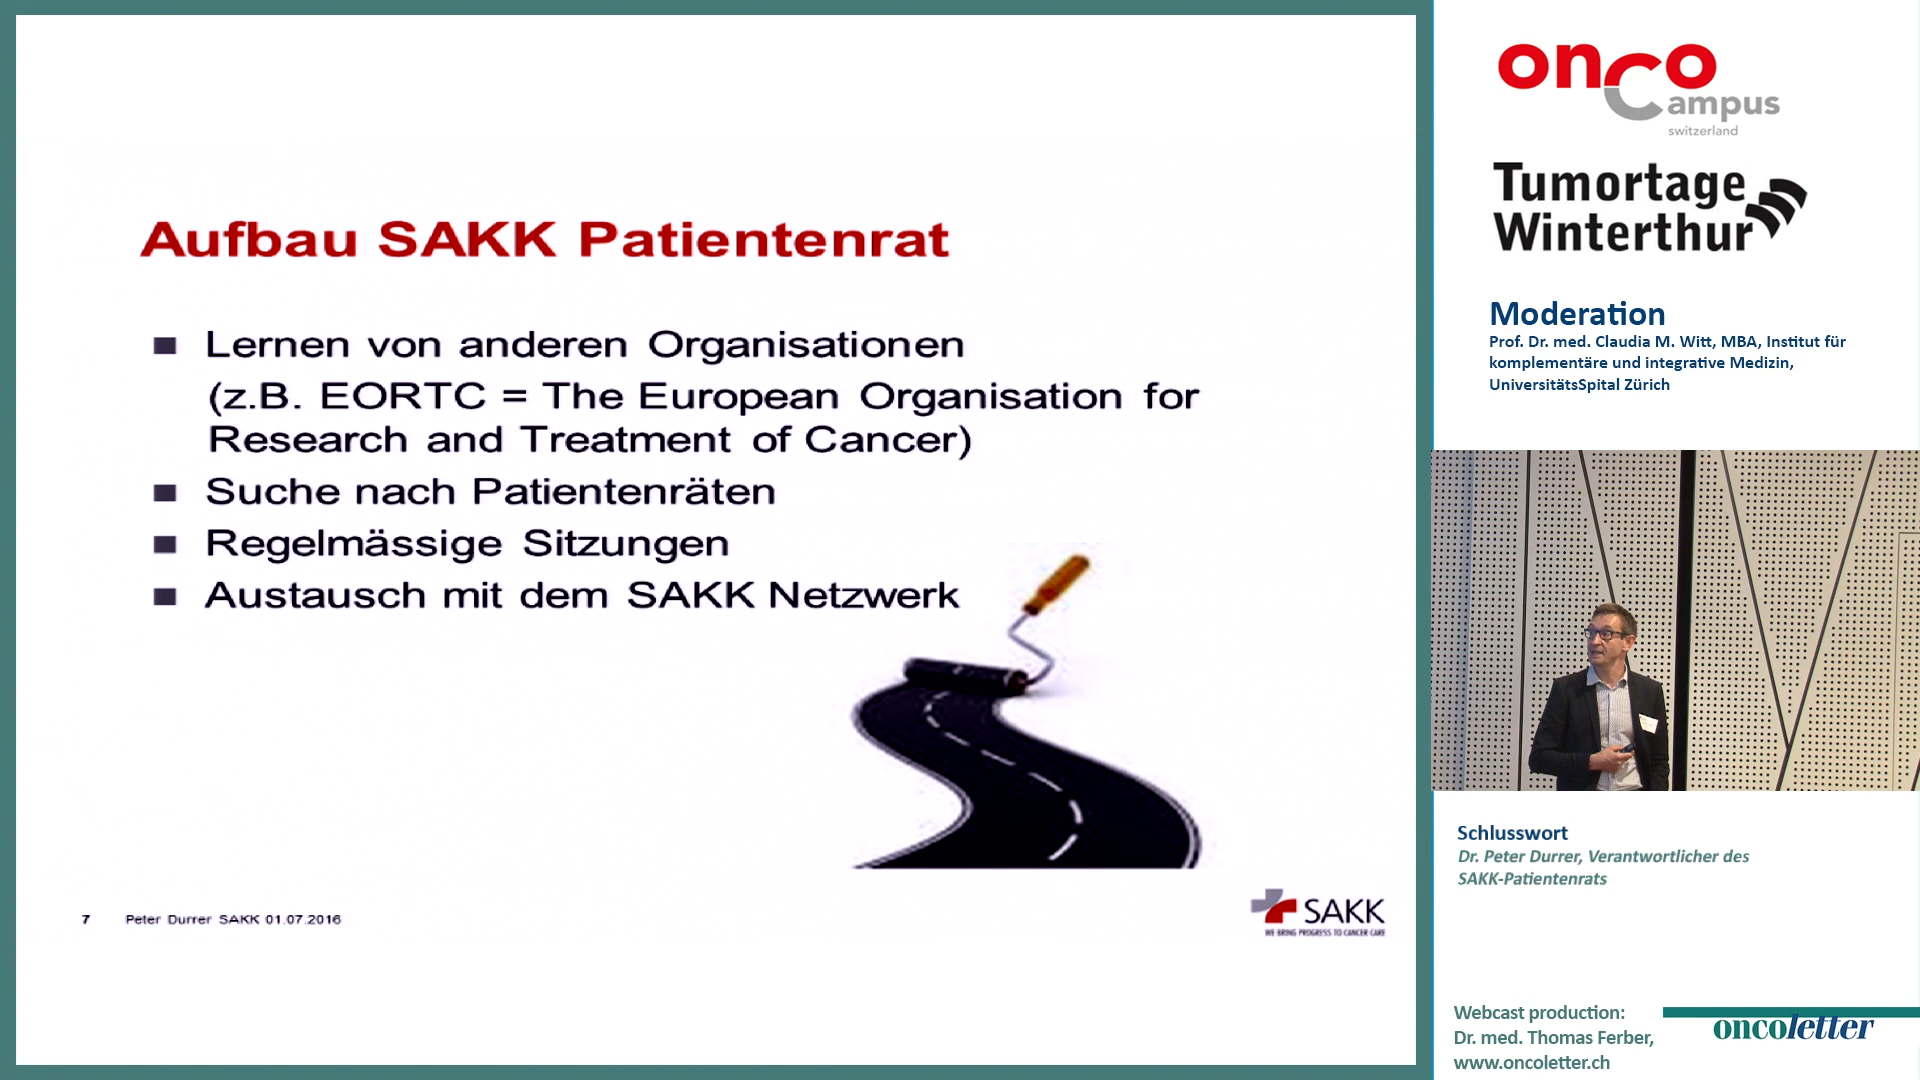 Aufbau SAKK Patientenrat
Lernen von anderen Organisationen
(z.B. EORTC = The European Organisation for
Research and Treatment of Cancer)
Suche nach Patientenräten
Regelmässige Sitzungen
Austausch mit dem SAKK Netzwerk
7 Peter Durrer SAKK 01.07.2016
SAKK
WE BRING PROGRESS TO CANCER CARE
onco
Campus
switzerland
Tumortage
Winterthur
Moderation
Prof. Dr. med. Claudia M. Witt, MBA, Institut für
komplementäre und integrative Medizin,
UniversitätsSpital Zürich
Schlusswort
Dr. Peter Durrer, Verantwortlicher des
SAKK-Patientenrats
Webcast production:
Dr. med. Thomas Ferber,
www.oncoletter.ch
oncoletter